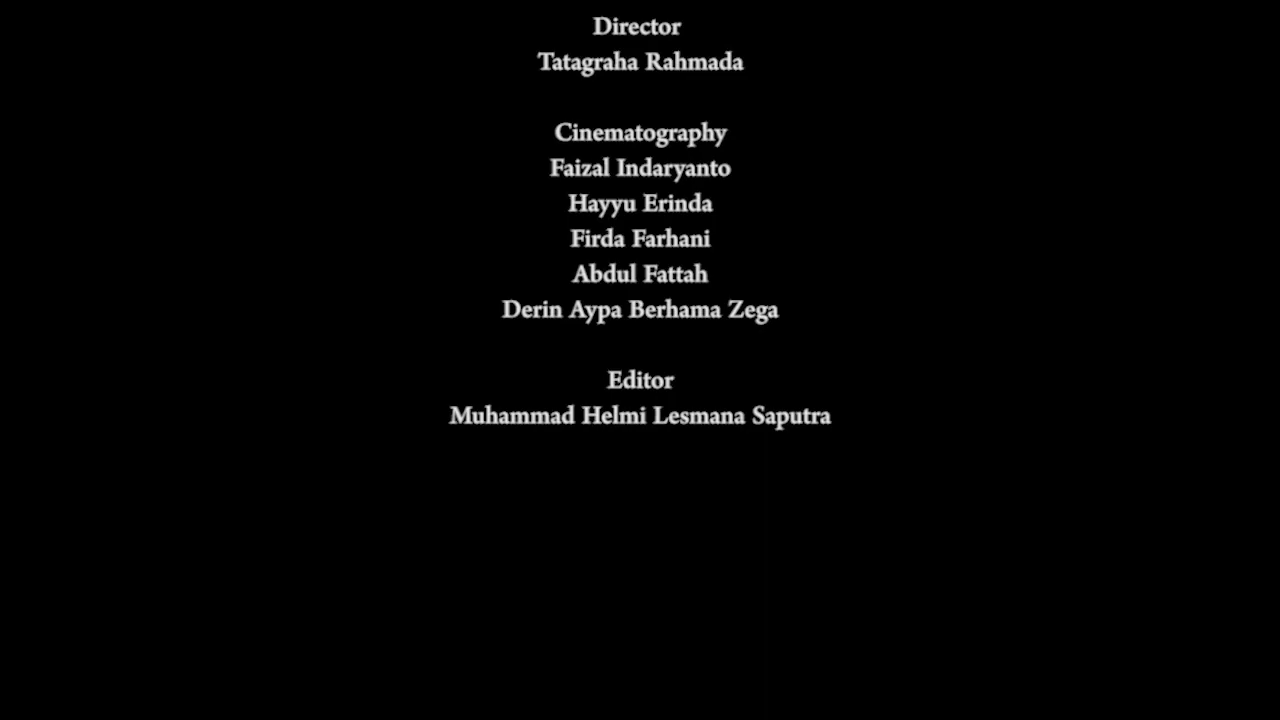 Director
Tatagraha Rahmada
Cinematography
Faizal Indaryanto
Hayyu Erinda
Firda Farhani
Abdul Fattah
Derin Aypa Berhama Zega
Editor
Muhammad Helmi Lesmana Saputra